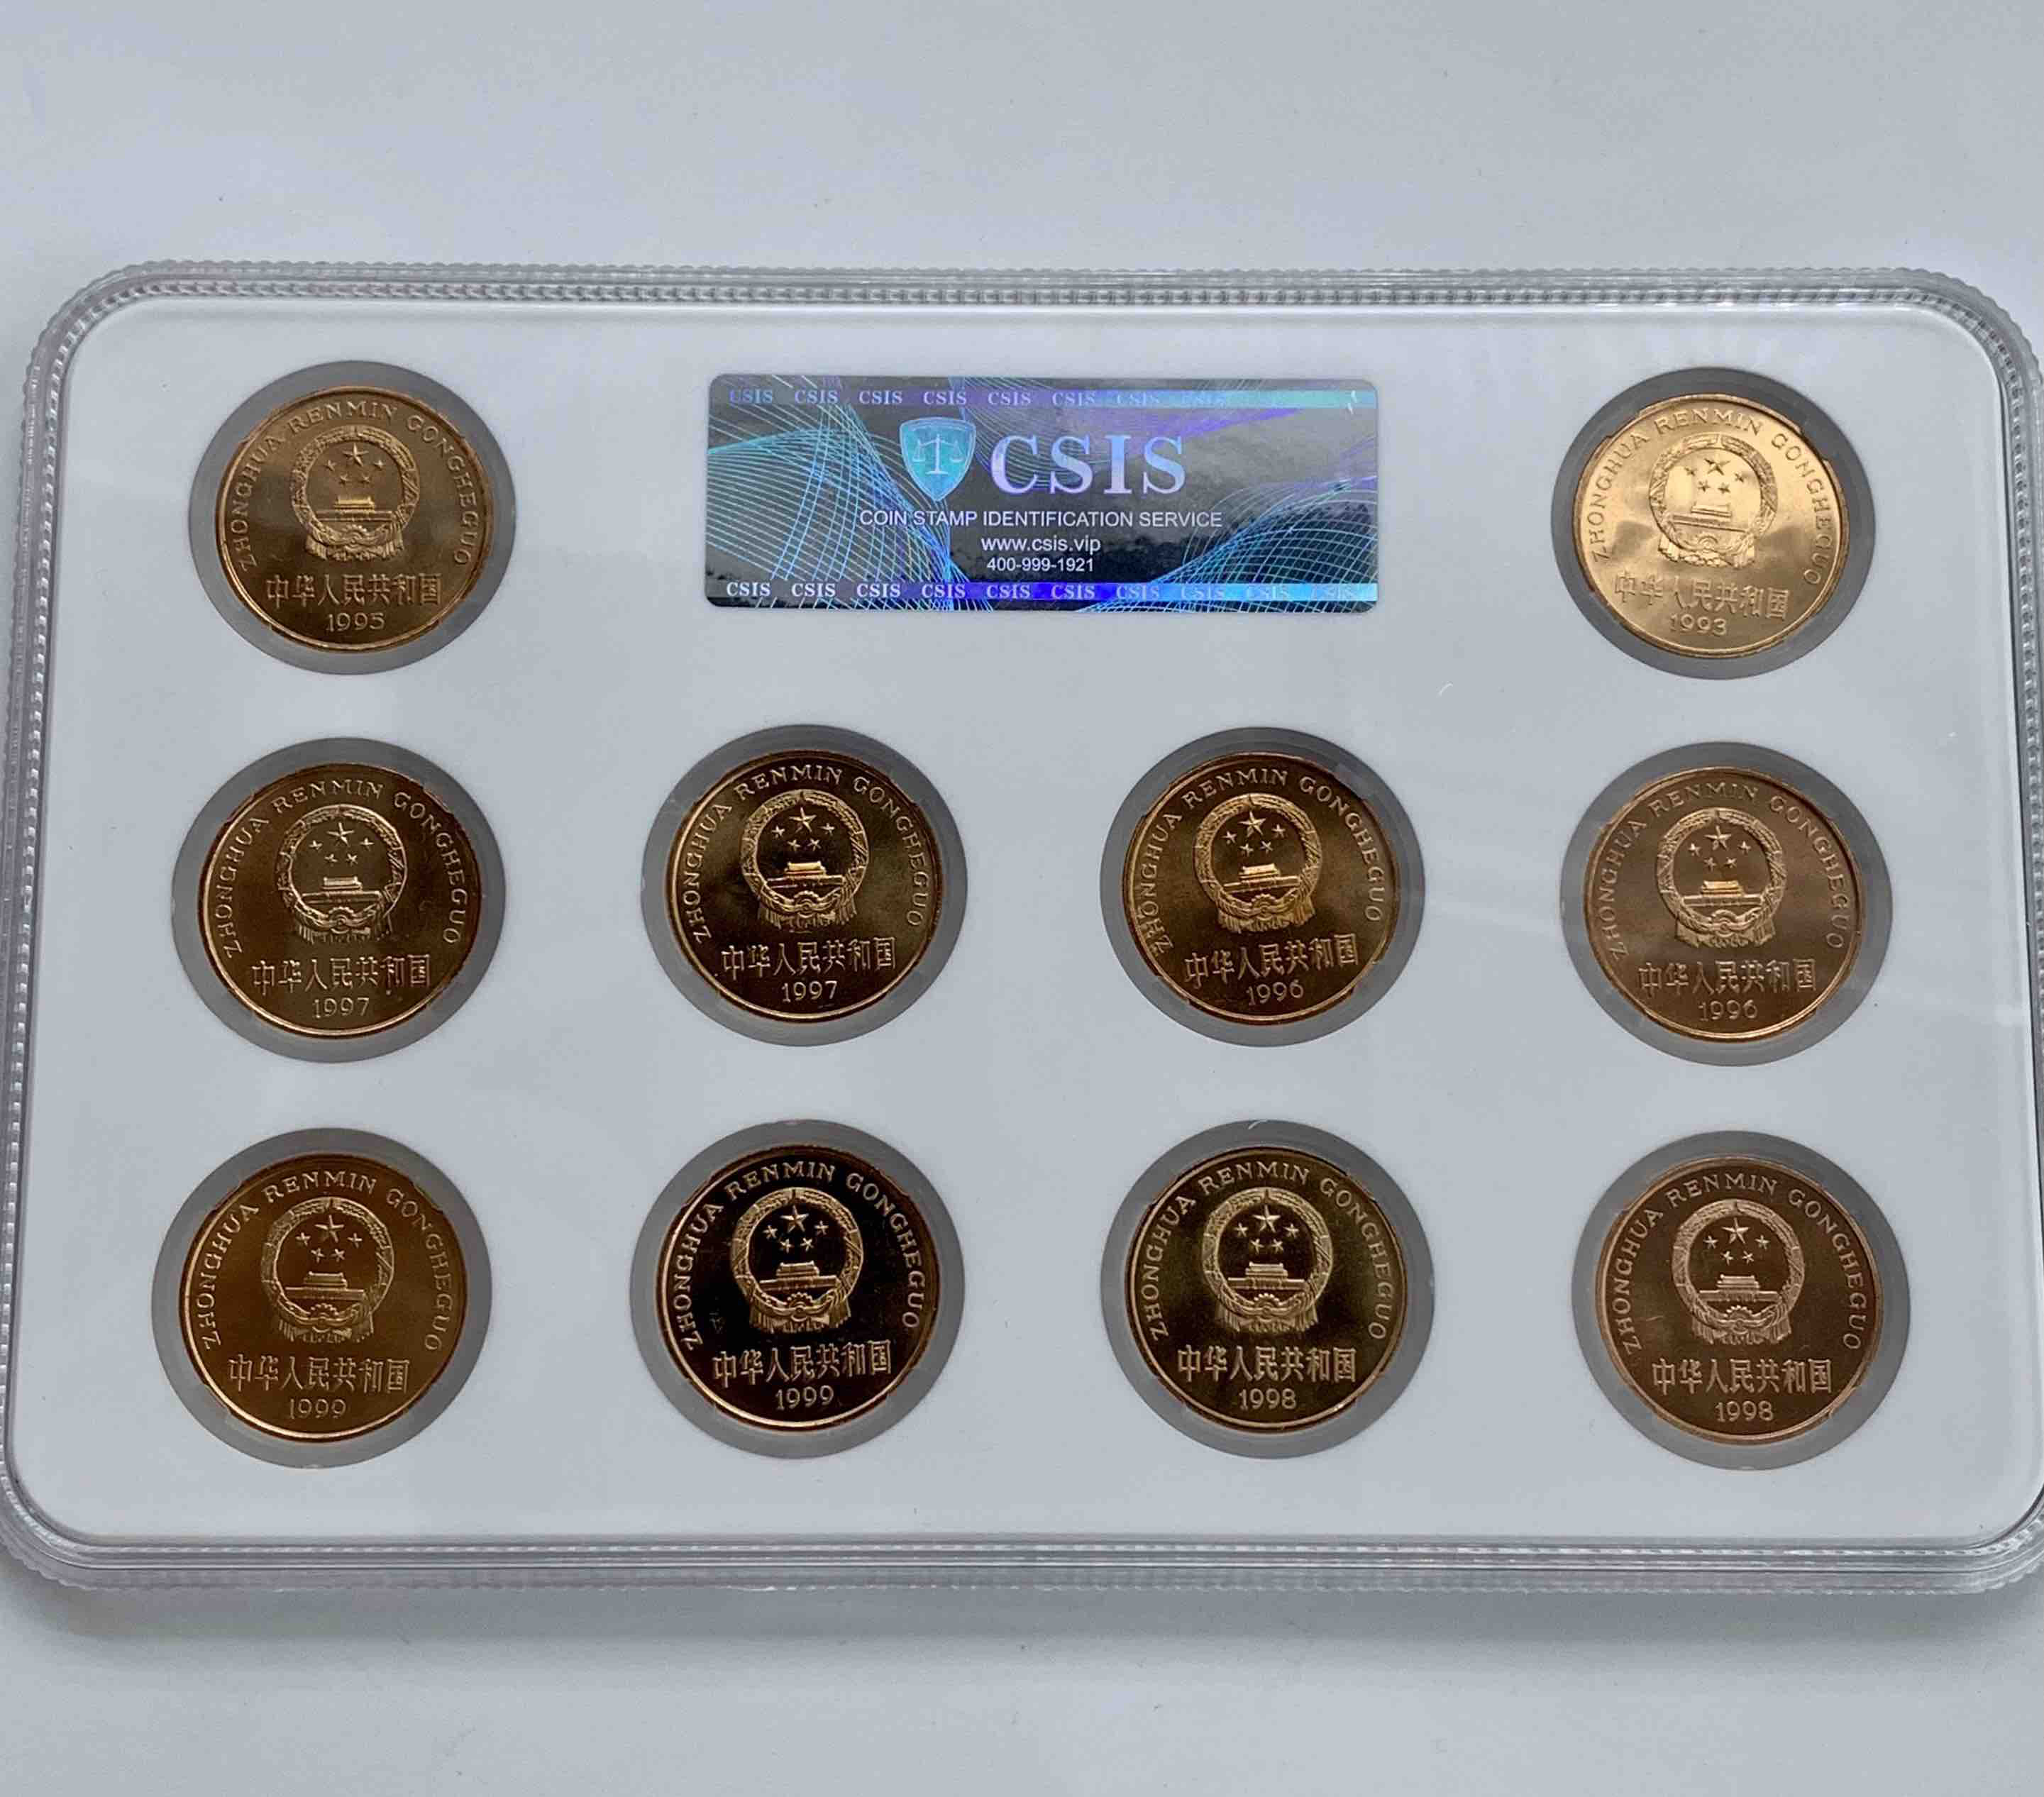 ZHONGHUA RENMIN GONGHEGUO
中华人民共和国
1995
CSIS CSIS CSIS CSIS CSIS CSIS CSIS CSIS
CSIS
COIN STAMP IDENTIFICATION SERVICE
www.csis.vip
400-999-1921
CSIS CSIS CSIS CSIS CSIS CSIS CSIS CSIS CSIS CSIS
ZHONGHUA RENMIN GONGHEGUO
中华人民共和国
1993
ZHONGHUA RENMIN GONGHEGUO
中华人民共和国
1997
ZHONGHUA RENMIN GONGHEGUO
中华人民共和国
1997
ZHONGHUA RENMIN GONGHEGUO
中华人民共和国
1996
ZHONGHUA RENMIN GONGHEGUO
中华人民共和国
1996
ZHONGHUA RENMIN GONGHEGUO
中华人民共和国
1999
ZHONGHUA RENMIN GONGHEGUO
中华人民共和国
1999
ZHONGHUA RENMIN GONGHEGUO
中华人民共和国
1998
ZHONGHUA RENMIN GONGHEGUO
中华人民共和国
1998